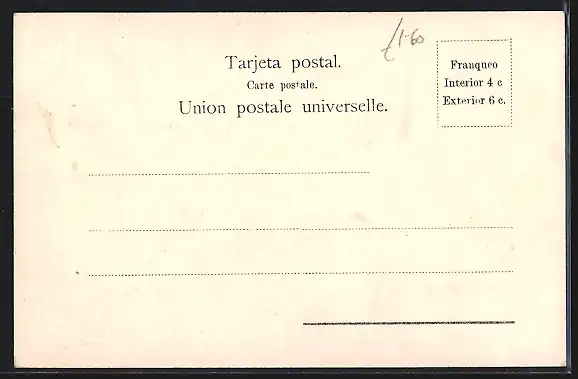 Tarjeta postal.
Carte postale.
Union postale universelle.
£1-60
Franqueo
Interior 4 c
Exterior 6 c.